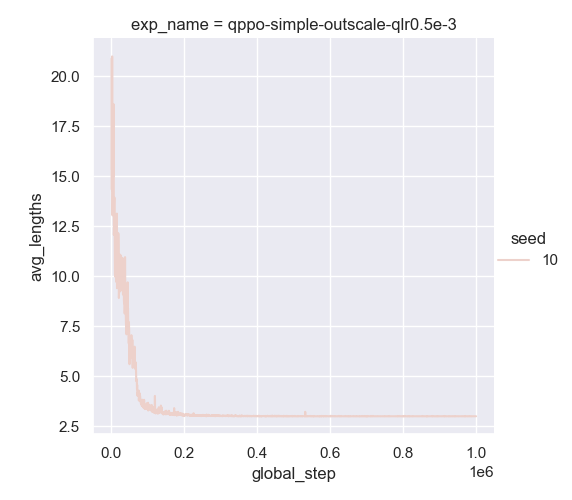 exp_name = qppo-simple-outscale-qlr0.5e-3
20.0
17.5
15.0
12.5
10.0
7.5
5.0
2.5
avg_lengths
0.0 0.2 0.4 0.6 0.8 1.0
1e6
global_step
seed
10